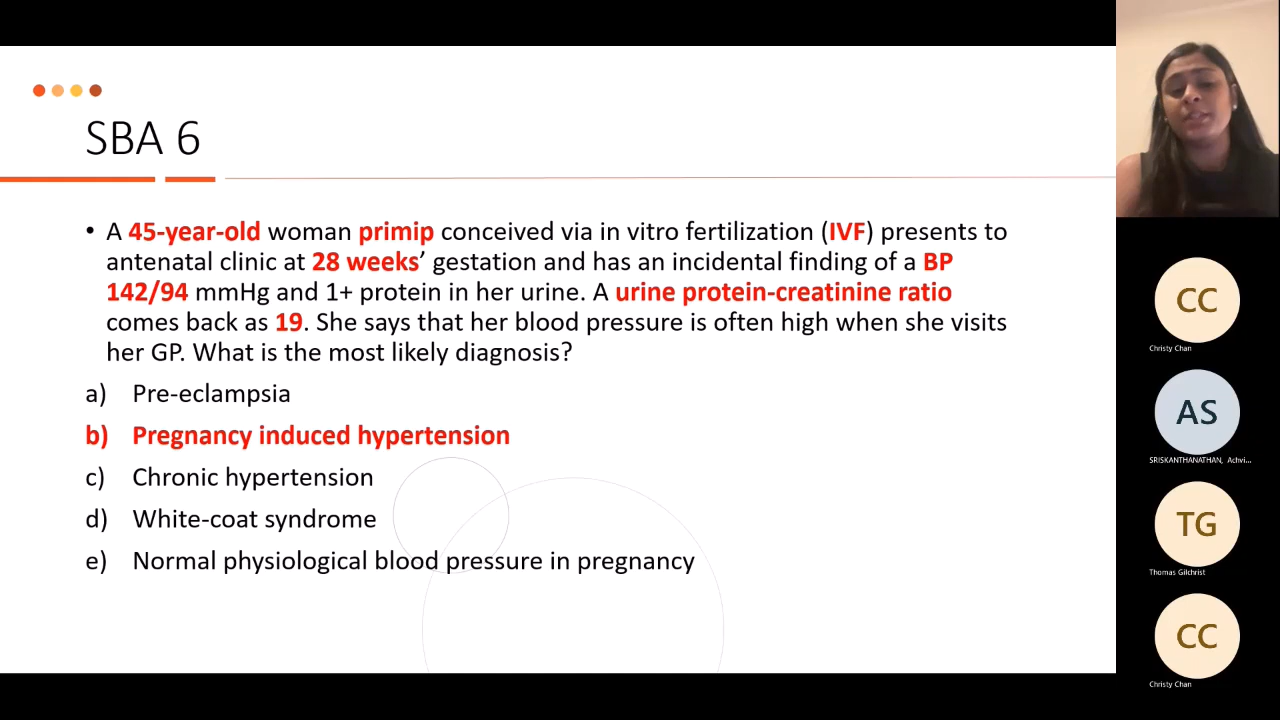 SBA 6
• A 45-year-old woman primip conceived via in vitro fertilization (IVF) presents to
antenatal clinic at 28 weeks’ gestation and has an incidental finding of a BP
142/94 mmHg and 1+ protein in her urine. A urine protein-creatinine ratio
comes back as 19. She says that her blood pressure is often high when she visits
her GP. What is the most likely diagnosis?
a) Pre-eclampsia
b) Pregnancy induced hypertension
c) Chronic hypertension
d) White-coat syndrome
e) Normal physiological blood pressure in pregnancy
CC
Christy Chan
AS
SRISKANTHANATHAN, Achvi...
TG
Thomas Gilchrist
CC
Christy Chan